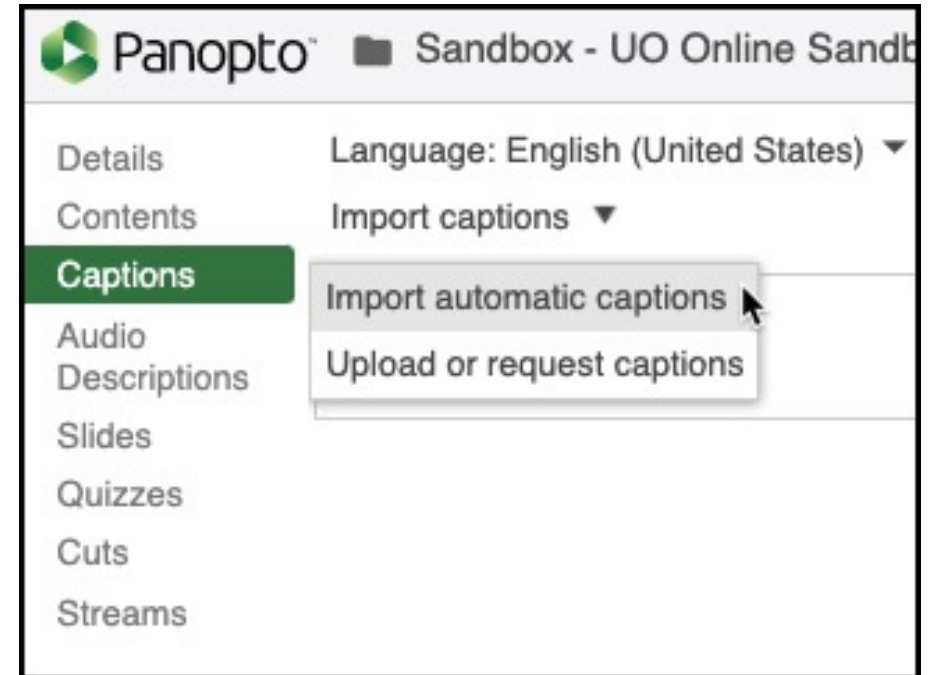 Panopto™ Sandbox - UO Online Sandb
Details
Contents
Captions
Audio
Descriptions
Slides
Quizzes
Cuts
Streams
Language: English (United States)
Import captions
Import automatic captions
Upload or request captions